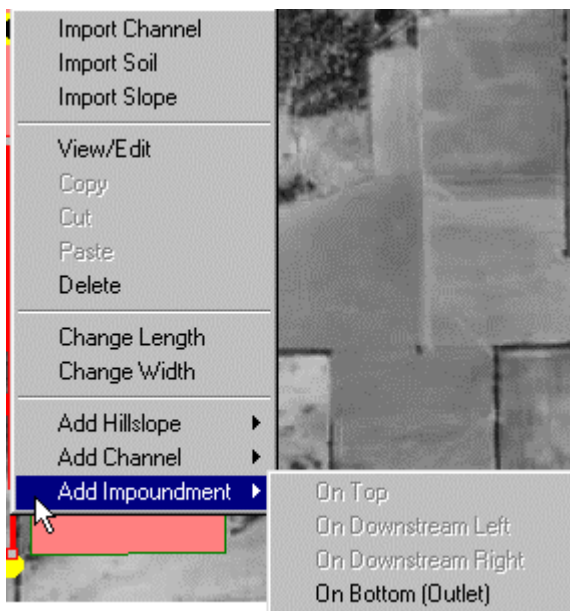 Import Channel
Import Soil
Import Slope
View/Edit
Copy
Cut
Paste
Delete
Change Length
Change Width
Add Hillslope
Add Channel
Add Impoundment
On Top
On Downstream Left
On Downstream Right
On Bottom (Outlet)